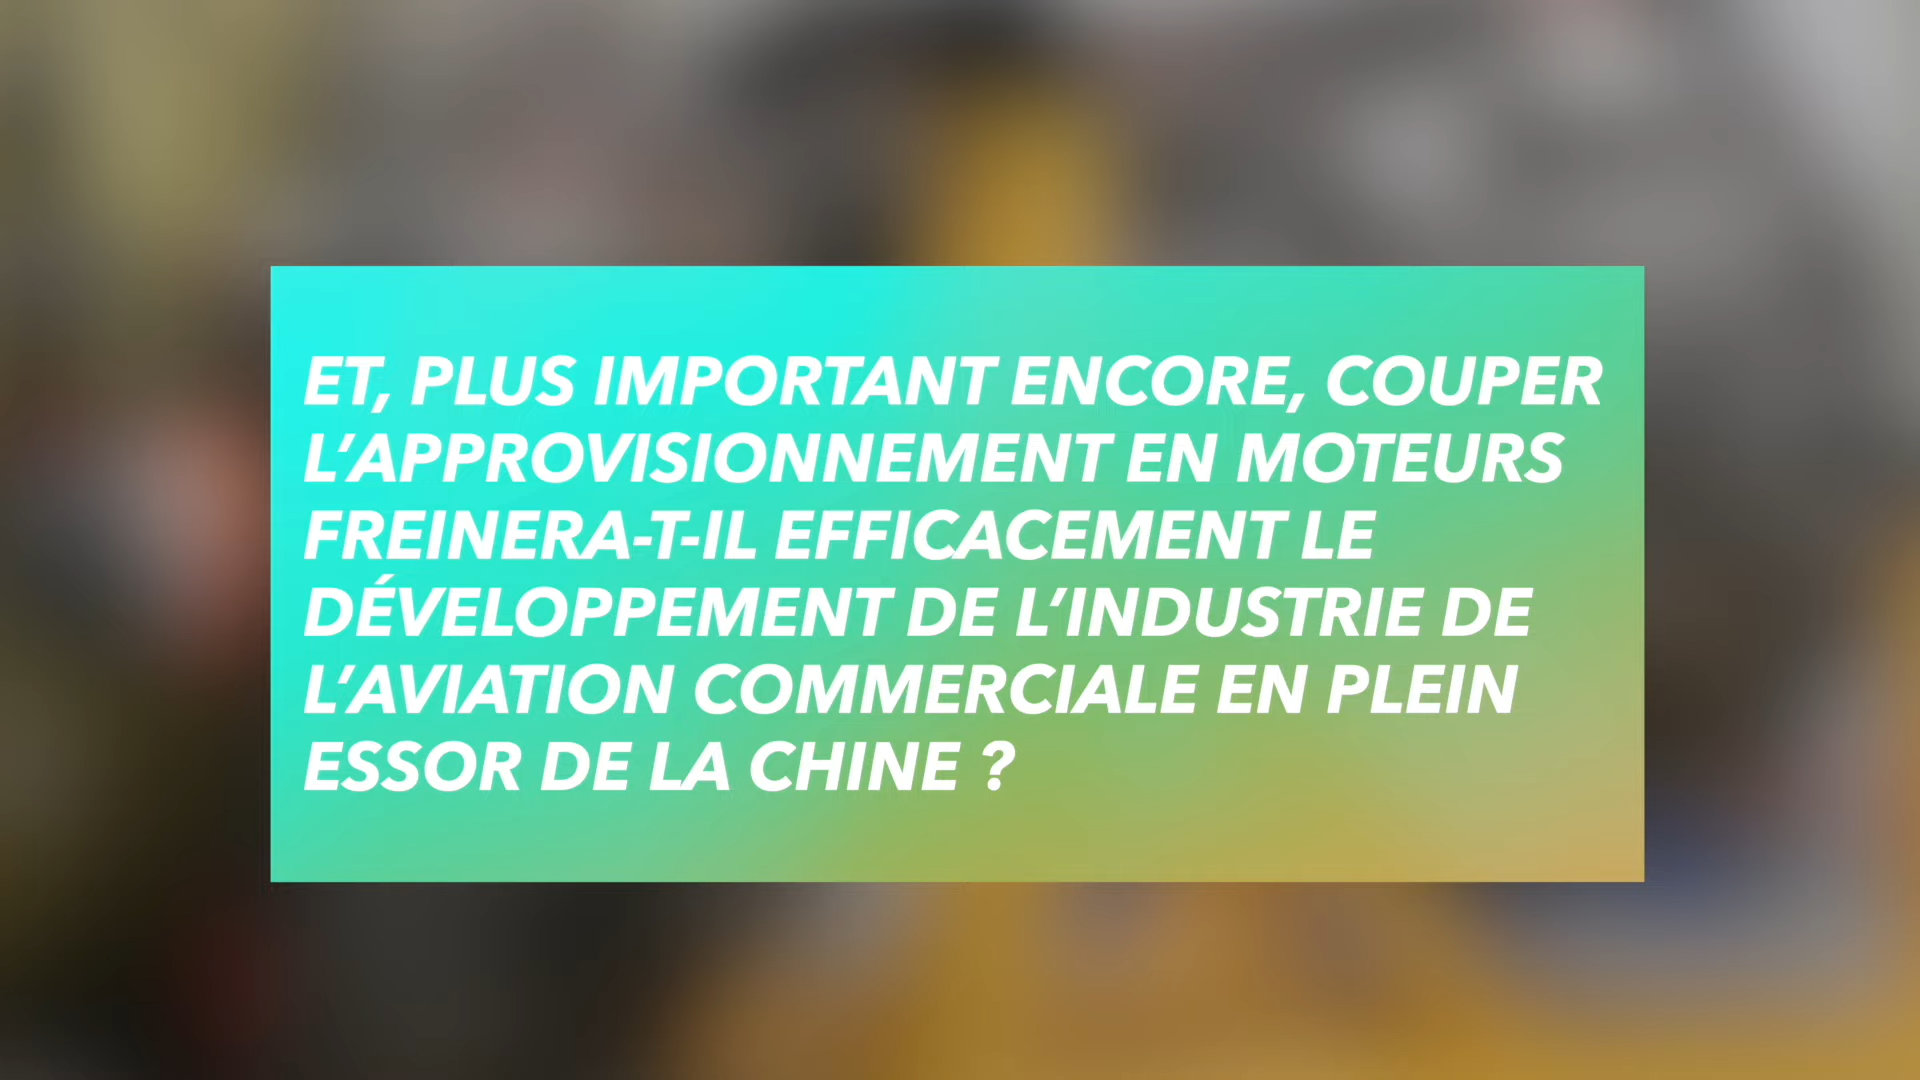 ET, PLUS IMPORTANT ENCORE, COUPER
L’APPROVISIONNEMENT EN MOTEURS
FREINERA-T-IL EFFICACEMENT LE
DÉVELOPPEMENT DE L’INDUSTRIE DE
L’AVIATION COMMERCIALE EN PLEIN
ESSOR DE LA CHINE ?